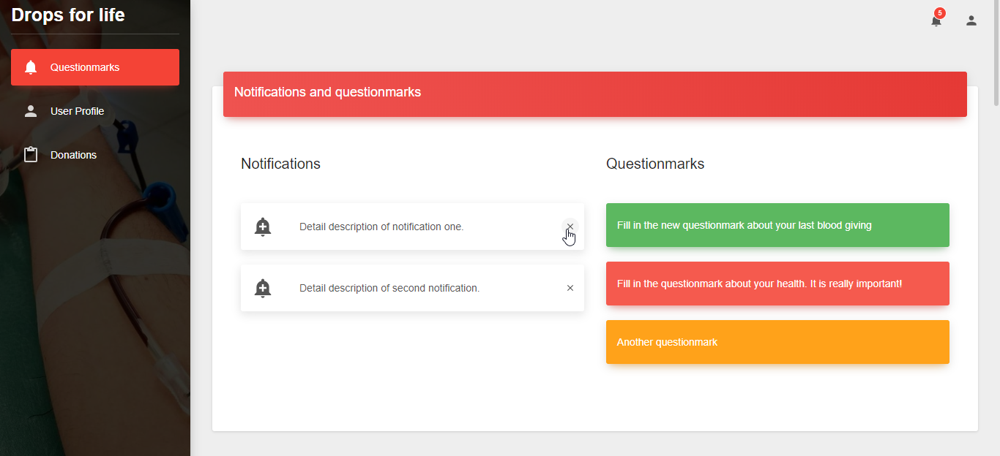 Drops for life
5
Questionmarks
User Profile
Donations
Notifications and questionmarks
Notifications
Detail description of notification one.
Detail description of second notification.
Questionmarks
Fill in the new questionmark about your last blood giving
Fill in the questionmark about your health. It is really important!
Another questionmark